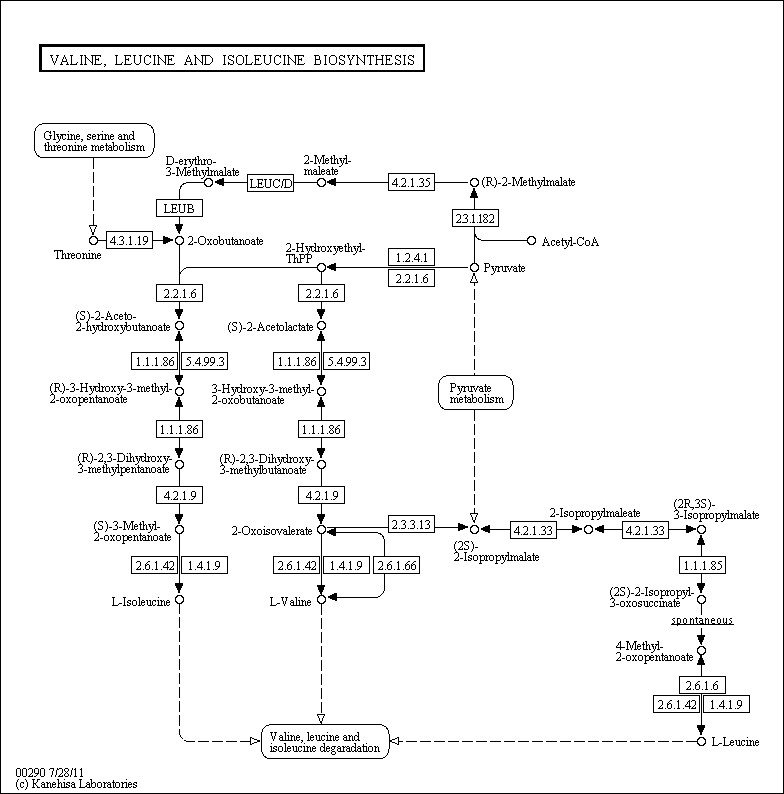 VALINE, LEUCINE AND ISOLEUCINE BIOSYNTHESIS
Glycine, serine and
threonine metabolism
D-erythro-
3-Methylmalate
2-Methyl-
maleate
LEUC/D
4.2.1.35
(R)-2-Methylmalate
LEUB
2.3.1.182
Threonine
4.3.1.19
2-Oxobutanoate
Acetyl-CoA
2-Hydroxyethyl-
ThPP
1.2.4.1
2.2.1.6
Pyruvate
2.2.1.6
2.2.1.6
(S)-2-Aceto-
2-hydroxybutanoate
(S)-2-Acetolactate
1.1.1.86
5.4.99.3
1.1.1.86
5.4.99.3
(R)-3-Hydroxy-3-methyl-
2-oxopentanoate
3-Hydroxy-3-methyl-
2-oxobutanoate
Pyruvate
metabolism
1.1.1.86
1.1.1.86
(R)-2,3-Dihydroxy-
3-methylpentanoate
(R)-2,3-Dihydroxy-
3-methylbutanoate
4.2.1.9
4.2.1.9
(S)-3-Methyl-
2-oxopentanoate
2-Oxoisovalerate
2.3.3.13
(2S)-
2-Isopropylmalate
4.2.1.33
2-Isopropylmaleate
4.2.1.33
(2R,3S)-
3-Isopropylmalate
2.6.1.42
1.4.1.9
2.6.1.42
1.4.1.9
2.6.1.66
1.1.1.85
L-Isoleucine
L-Valine
(2S)-2-Isopropyl-
3-oxosuccinate
spontaneous
4-Methyl-
2-oxopentanoate
2.6.1.6
2.6.1.42
1.4.1.9
Valine, leucine and
isoleucine degaradation
L-Leucine
00290 7/28/11
(c) Kanehisa Laboratories